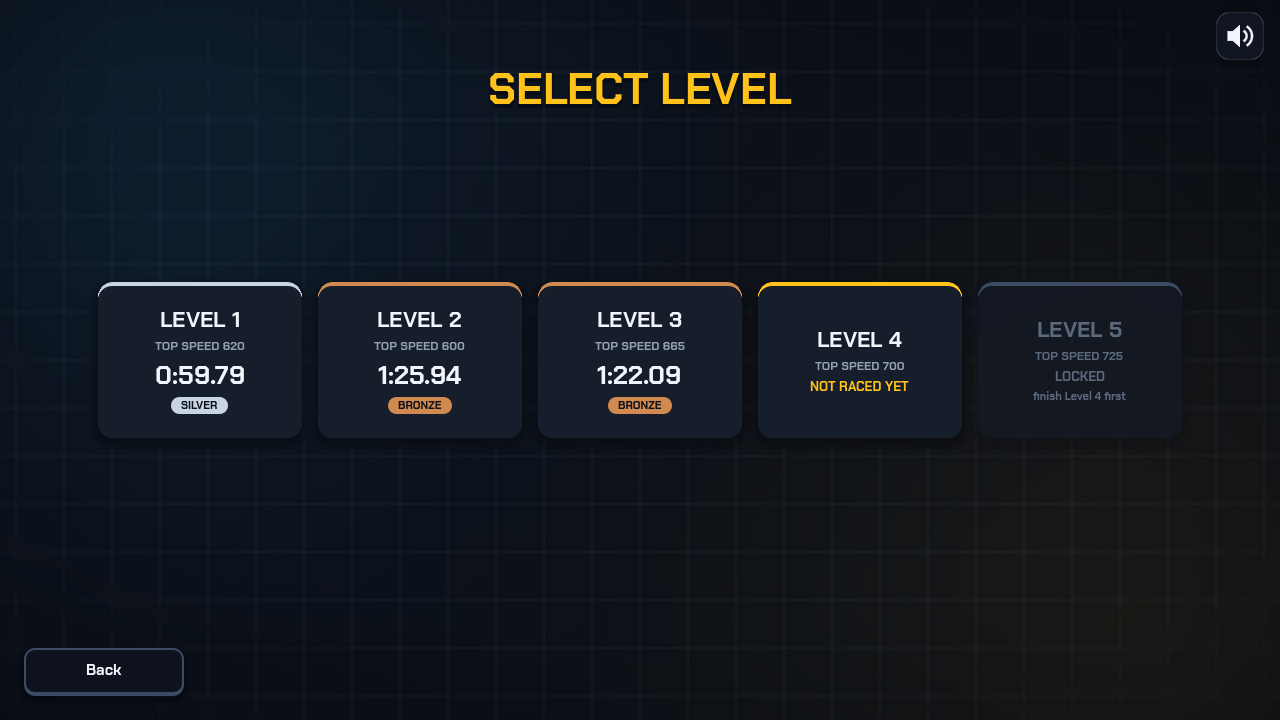 SELECT LEVEL
LEVEL 1
TOP SPEED 620
0:59.79
SILVER
LEVEL 2
TOP SPEED 600
1:25.94
BRONZE
LEVEL 3
TOP SPEED 665
1:22.09
BRONZE
LEVEL 4
TOP SPEED 700
NOT RACED YET
LEVEL 5
TOP SPEED 725
LOCKED
finish Level 4 first
Back